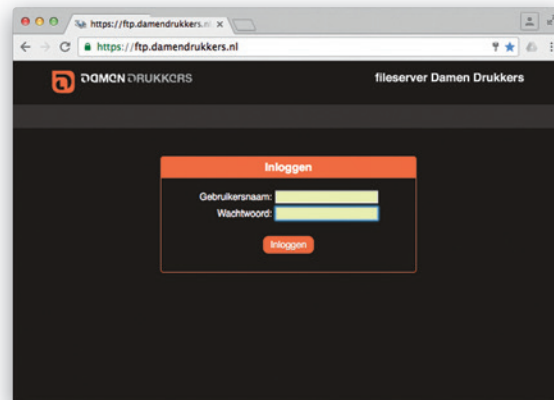 https://ftp.damendrukkers.nl
https://ftp.damendrukkers.nl
DAMEN DRUKKERS
fileserver Damen Drukkers
Inloggen
Gebruikersnaam:
Wachtwoord:
Inloggen